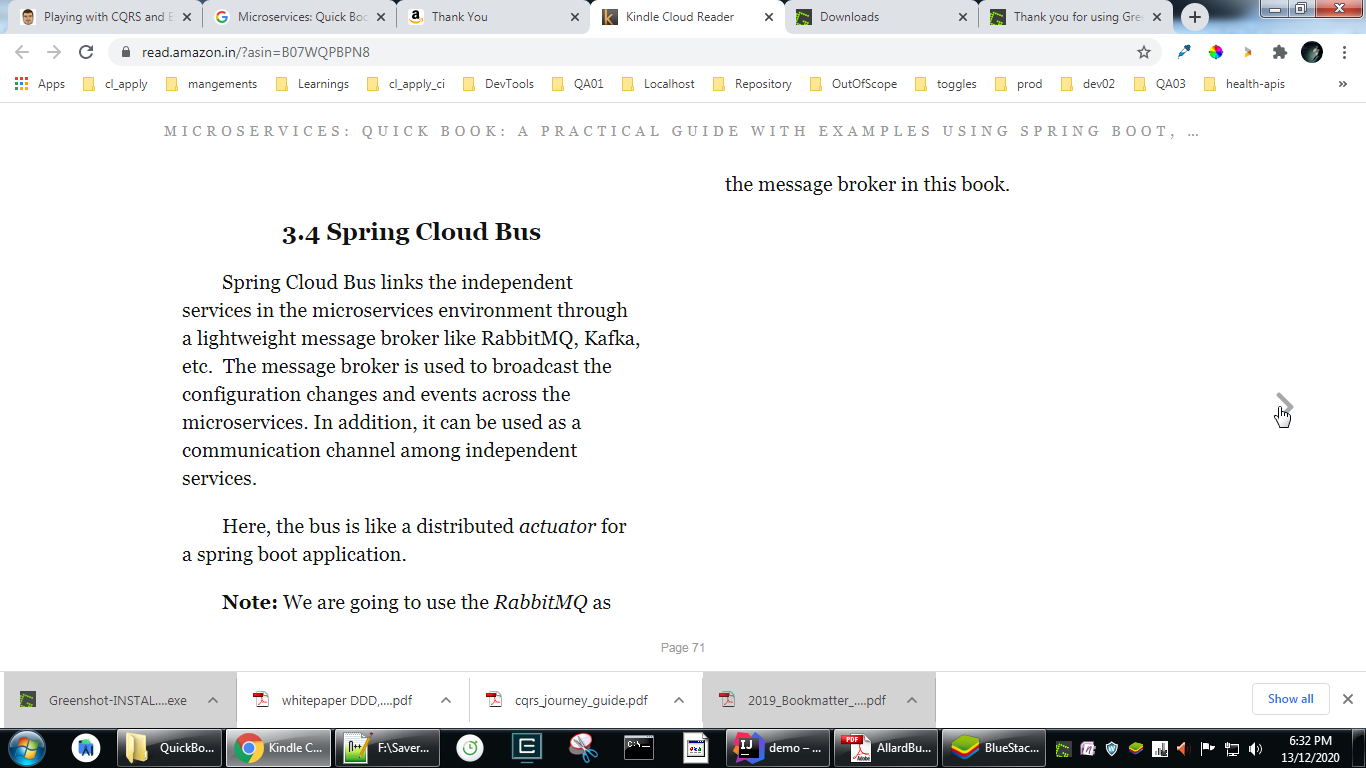 Playing with CQRS and E
Microservices: Quick Boo
Thank You
Kindle Cloud Reader
Downloads
Thank you for using Gree
read.amazon.in/?asin=B07WQPBPN8
Apps
cl_apply
mangements
Learnings
cl_apply_ci
DevTools
QA01
Localhost
Repository
OutOfScope
toggles
prod
dev02
QA03
health-apis
»
MICROSERVICES: QUICK BOOK: A PRACTICAL GUIDE WITH EXAMPLES USING SPRING BOOT, ...
3.4 Spring Cloud Bus
Spring Cloud Bus links the independent
services in the microservices environment through
a lightweight message broker like RabbitMQ, Kafka,
etc.  The message broker is used to broadcast the
configuration changes and events across the
microservices. In addition, it can be used as a
communication channel among independent
services.
Here, the bus is like a distributed actuator for
a spring boot application.
Note: We are going to use the RabbitMQ as
the message broker in this book.
Page 71
Greenshot-INSTAL....exe
whitepaper DDD,....pdf
cqrs_journey_guide.pdf
2019_Bookmatter_....pdf
Show all
QuickBo...
Kindle C...
F:\Saver...
demo – ...
AllardBu...
BlueStac...
6:32 PM
13/12/2020